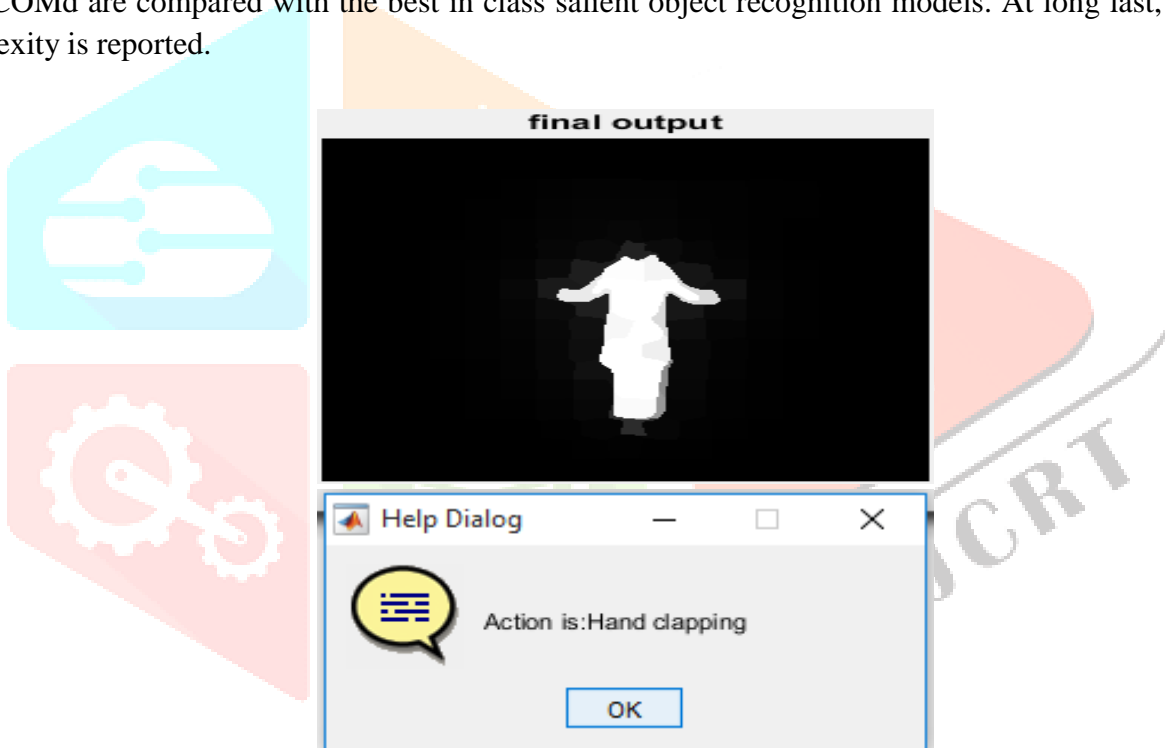 COMd are compared with the best in class salient object recognition models. At long last,
exity is reported.
final output
Help Dialog
Action is:Hand clapping
OK
JCRT